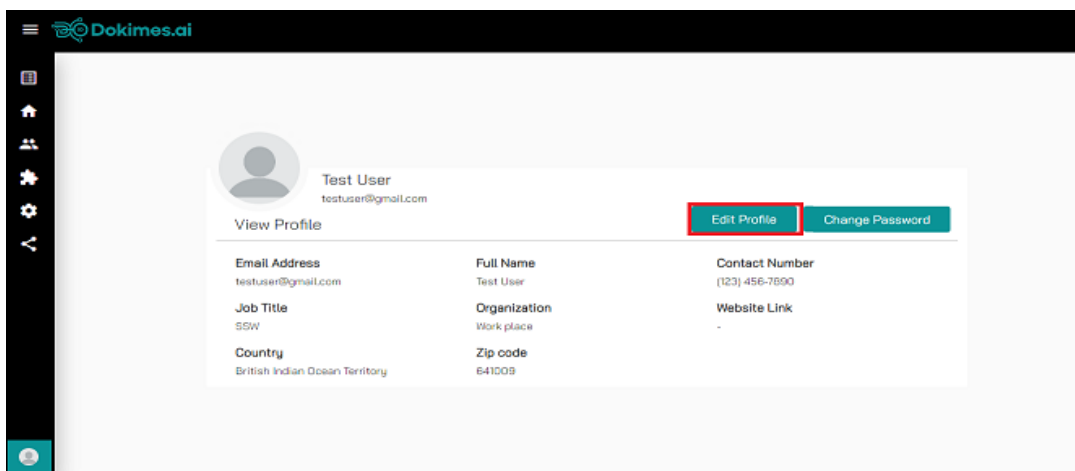 Dokimes.ai
Test User
testuser@gmail.com
View Profile
Edit Profile
Change Password
Email Address
Full Name
Contact Number
testuser@gmail.com
Test User
(123) 456-7890
Job Title
Organization
Website Link
SSW
Work place
-
Country
Zip code
British Indian Ocean Territory
641009